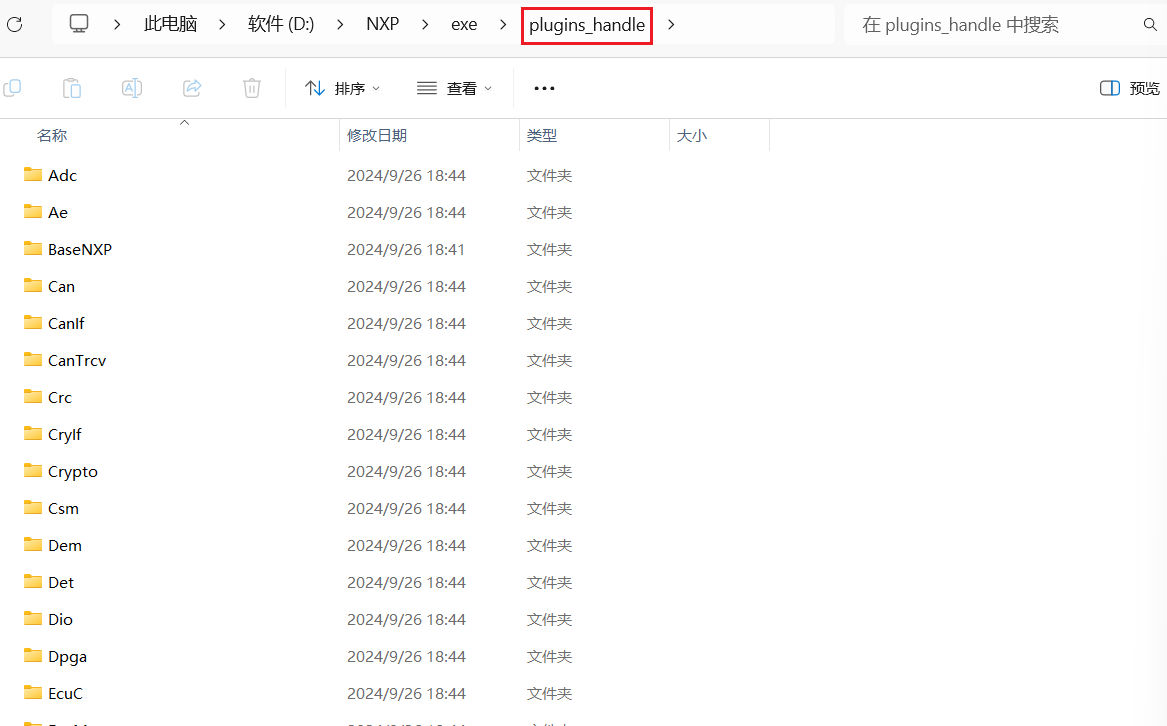 此电脑 > 软件 (D:) > NXP > exe > plugins_handle > 在 plugins_handle 中搜索
排序 查看 ••• 预览
名称 修改日期 类型 大小
Adc 2024/9/26 18:44 文件夹
Ae 2024/9/26 18:44 文件夹
BaseNXP 2024/9/26 18:41 文件夹
Can 2024/9/26 18:44 文件夹
CanIf 2024/9/26 18:44 文件夹
CanTrcv 2024/9/26 18:44 文件夹
Crc 2024/9/26 18:44 文件夹
CryIf 2024/9/26 18:44 文件夹
Crypto 2024/9/26 18:44 文件夹
Csm 2024/9/26 18:44 文件夹
Dem 2024/9/26 18:44 文件夹
Det 2024/9/26 18:44 文件夹
Dio 2024/9/26 18:44 文件夹
Dpga 2024/9/26 18:44 文件夹
EcuC 2024/9/26 18:44 文件夹